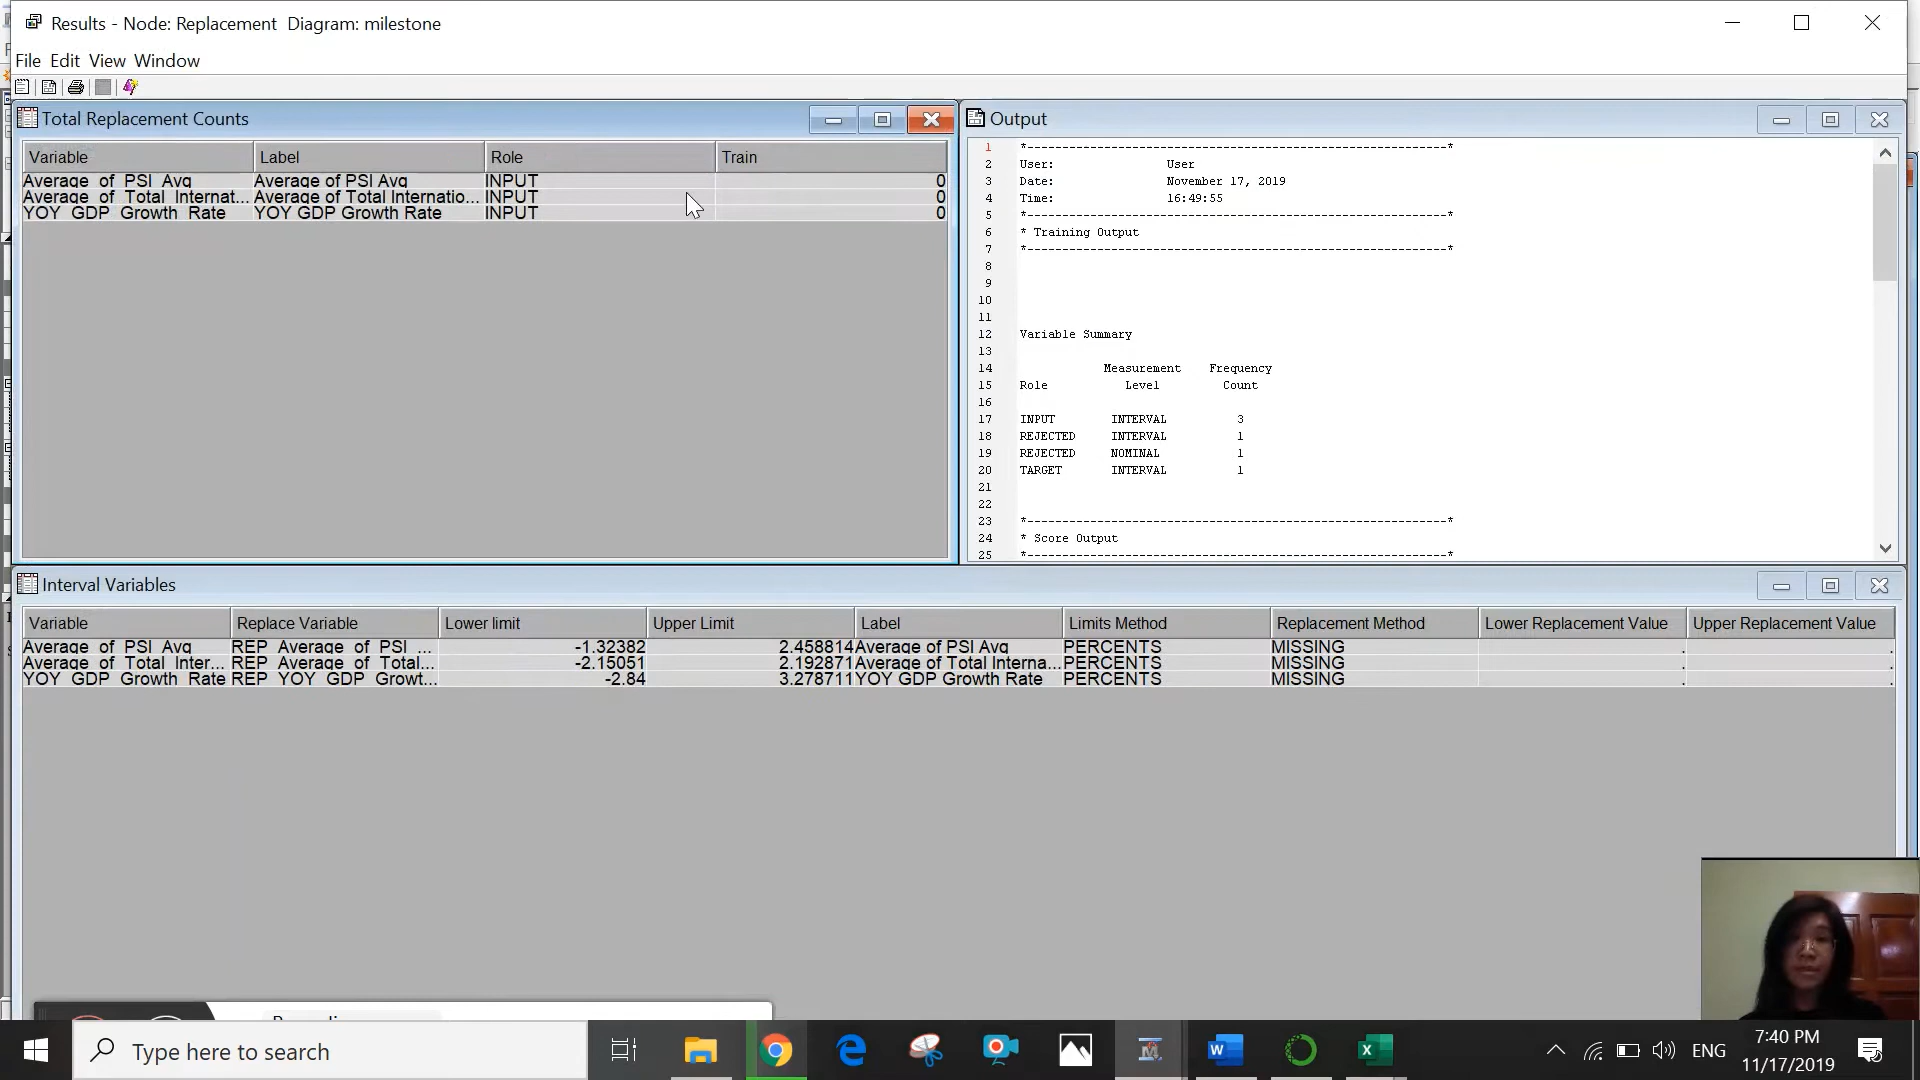 Results - Node: Replacement Diagram: milestone
File Edit View Window
Total Replacement Counts
Variable Label Role Train
Average of PSI Avg Average of PSI Avg INPUT 0
Average of Total Internat... Average of Total Internatio... INPUT 0
YOY GDP Growth Rate YOY GDP Growth Rate INPUT 0
Output
1 *------------------------------------------------------------*
2 User: User
3 Date: November 17, 2019
4 Time: 16:49:55
5 *------------------------------------------------------------*
6 * Training Output
7 *------------------------------------------------------------*
8
9
10
11
12 Variable Summary
13
14 Measurement Frequency
15 Role Level Count
16
17 INPUT INTERVAL 3
18 REJECTED INTERVAL 1
19 REJECTED NOMINAL 1
20 TARGET INTERVAL 1
21
22
23 *------------------------------------------------------------*
24 * Score Output
25 *------------------------------------------------------------*
Interval Variables
Variable Replace Variable Lower limit Upper Limit Label Limits Method Replacement Method Lower Replacement Value Upper Replacement Value
Average of PSI Avg REP Average of PSI ... -1.32382 2.458814 Average of PSI Avg PERCENTS MISSING . .
Average of Total Inter... REP Average of Total... -2.15051 2.192871 Average of Total Interna... PERCENTS MISSING . .
YOY GDP Growth Rate REP YOY GDP Growt... -2.84 3.278711 YOY GDP Growth Rate PERCENTS MISSING . .
Type here to search
ENG
7:40 PM
11/17/2019